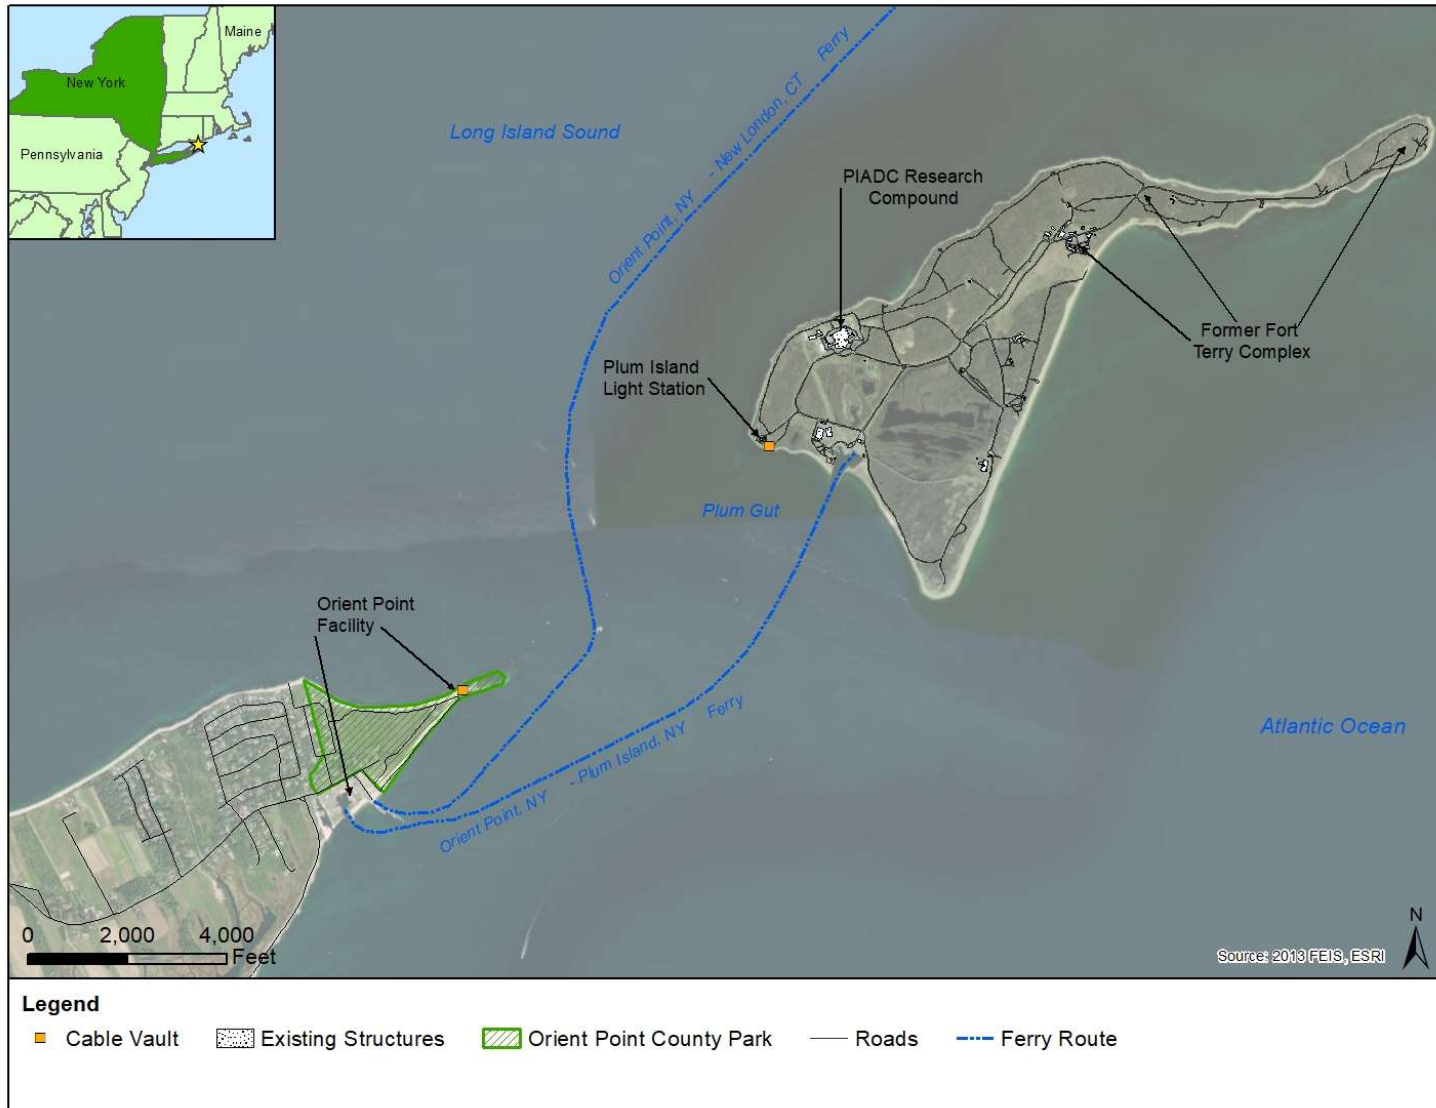 Maine
New York
Pennsylvania
Long Island Sound
Orient Point, NY - New London, CT Ferry
PIADC Research
Compound
Former Fort
Terry Complex
Plum Island
Light Station
Plum Gut
Orient Point
Facility
Orient Point, NY - Plum Island, NY Ferry
Atlantic Ocean
0 2,000 4,000
Feet
N
Source: 2013 FEIS, ESRI
Legend
Cable Vault Existing Structures Orient Point County Park Roads Ferry Route